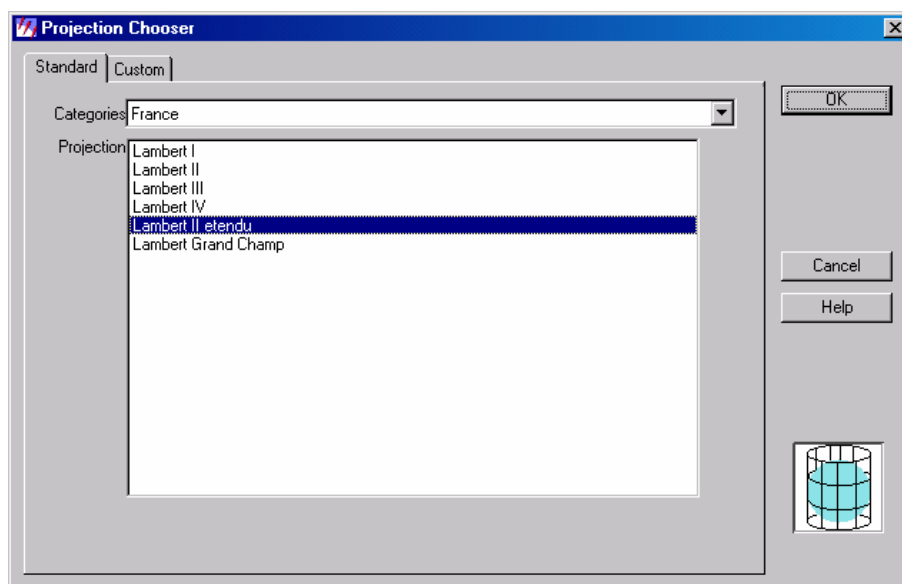 Projection Chooser
Standard
Custom
Categories
France
Projection
Lambert I
Lambert II
Lambert III
Lambert IV
Lambert II etendu
Lambert Grand Champ
OK
Cancel
Help